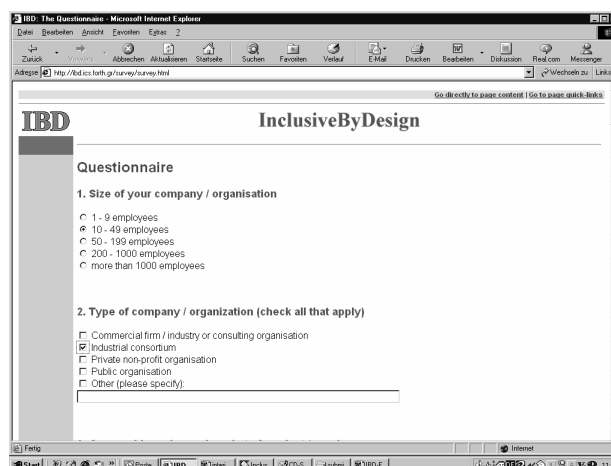 IBD: The Questionnaire - Microsoft Internet Explorer
Datei Bearbeiten Ansicht Favoriten Extras ?
Zurück Vorwärts Abbrechen Aktualisieren Startseite Suchen Favoriten Verlauf E-Mail Drucken Bearbeiten Diskussion Real.com Messenger
Adresse http://ibd.ics.forth.gr/survey/survey.html Wechseln zu Links
Go directly to page content | Go to page quick-links
IBD InclusiveByDesign
Questionnaire
1. Size of your company / organisation
1 - 9 employees
10 - 49 employees
50 - 199 employees
200 - 1000 employees
more than 1000 employees
2. Type of company / organization (check all that apply)
Commercial firm / industry or consulting organisation
Industrial consortium
Private non-profit organisation
Public organisation
Other (please specify):
Fertig Internet
Start